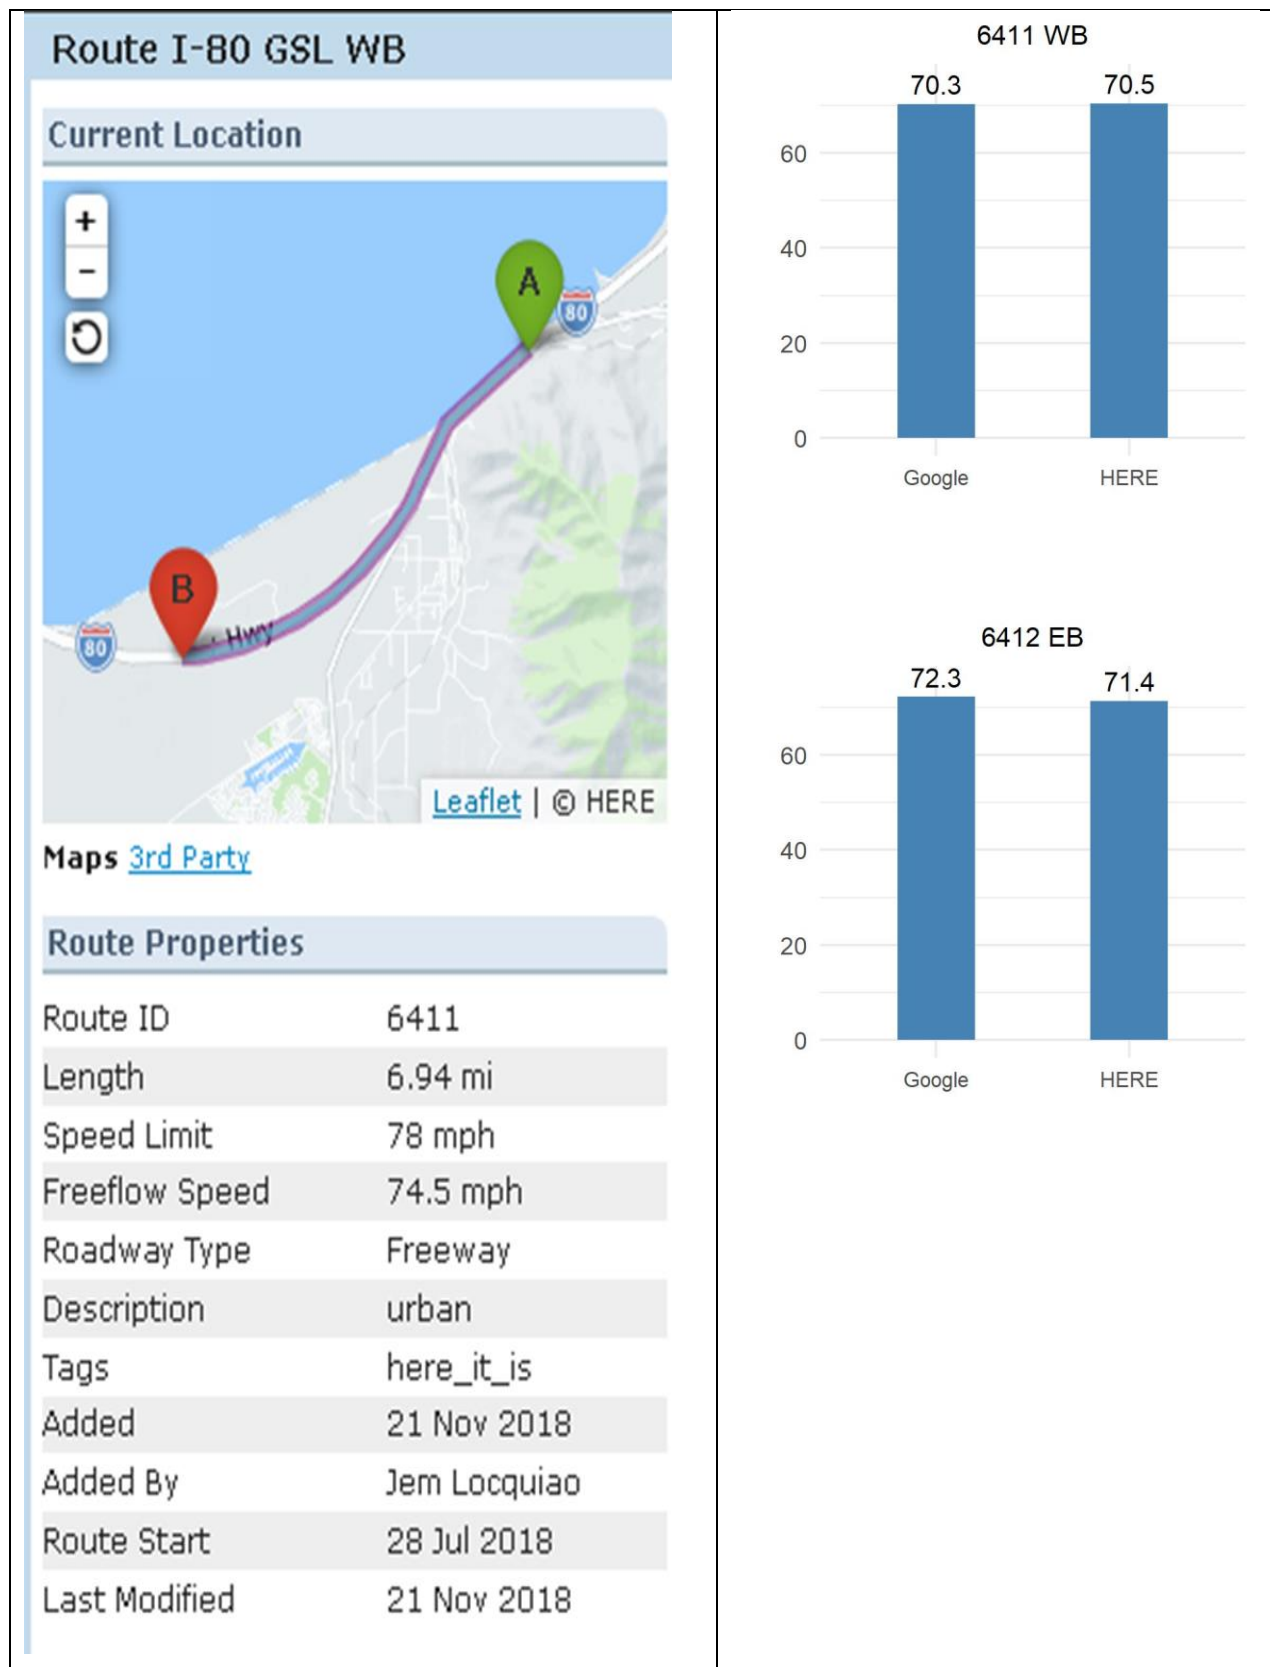 Route I-80 GSL WB
Current Location
+
−
A
80
B
80
Hwy
Leaflet | © HERE
Maps 3rd Party
Route Properties
Route ID 6411
Length 6.94 mi
Speed Limit 78 mph
Freeflow Speed 74.5 mph
Roadway Type Freeway
Description urban
Tags here_it_is
Added 21 Nov 2018
Added By Jem Locquiao
Route Start 28 Jul 2018
Last Modified 21 Nov 2018
6411 WB
70.3 70.5
60
40
20
0
Google HERE
6412 EB
72.3 71.4
60
40
20
0
Google HERE